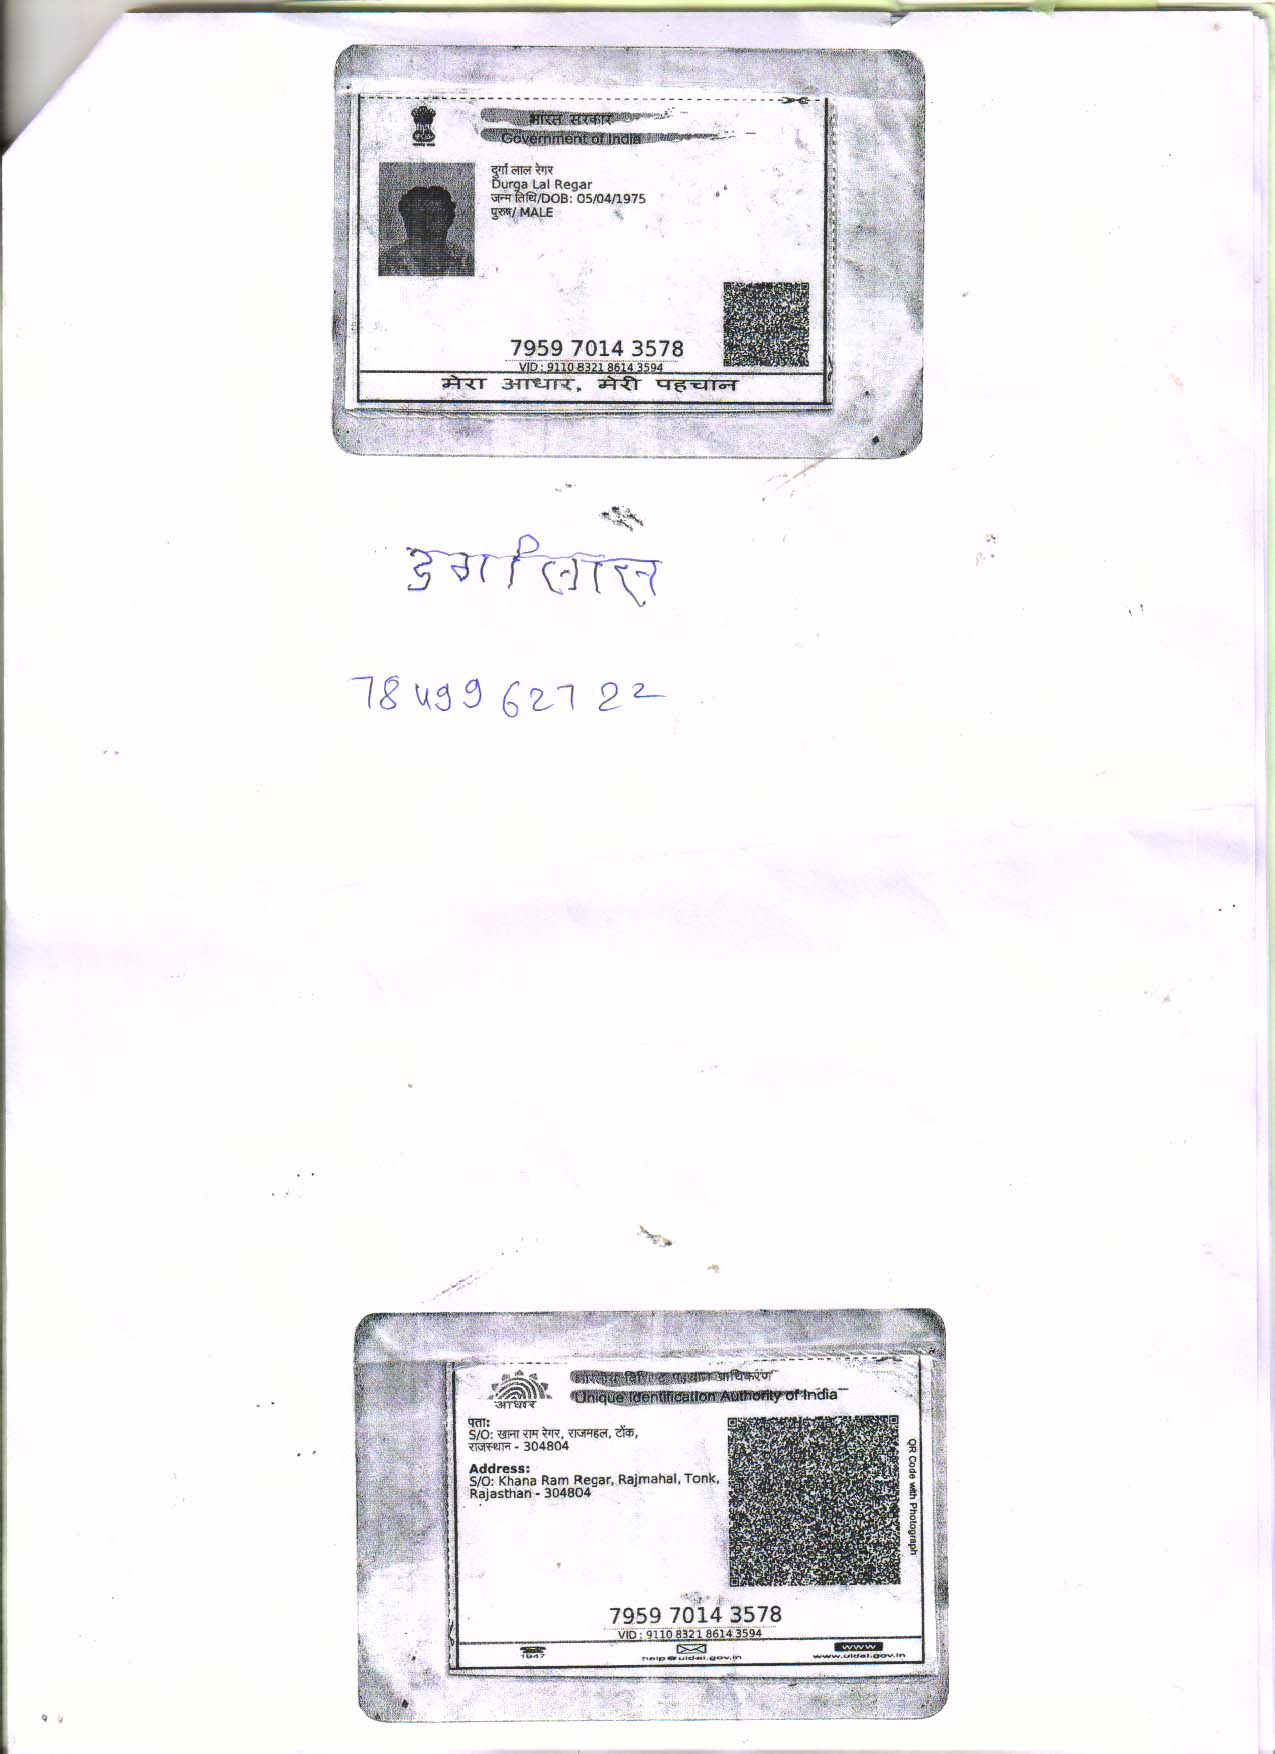 भारत सरकार
Government of India
दुर्गा लाल रेगर
Durga Lal Regar
जन्म तिथि/DOB: 05/04/1975
पुरुष/ MALE
7959 7014 3578
VID : 9110 8321 8614 3594
मेरा आधार, मेरी पहचान
दुर्गा लाल
7849962722
भारतीय विशिष्ट पहचान प्राधिकरण
Unique Identification Authority of India
आधार
पता:
S/O: खाना राम रेगर, राजमहल, टोंक,
राजस्थान - 304804
Address:
S/O: Khana Ram Regar, Rajmahal, Tonk,
Rajasthan - 304804
QR Code with Photograph
7959 7014 3578
VID : 9110 8321 8614 3594
1947
help@uidai.gov.in
www
www.uidai.gov.in